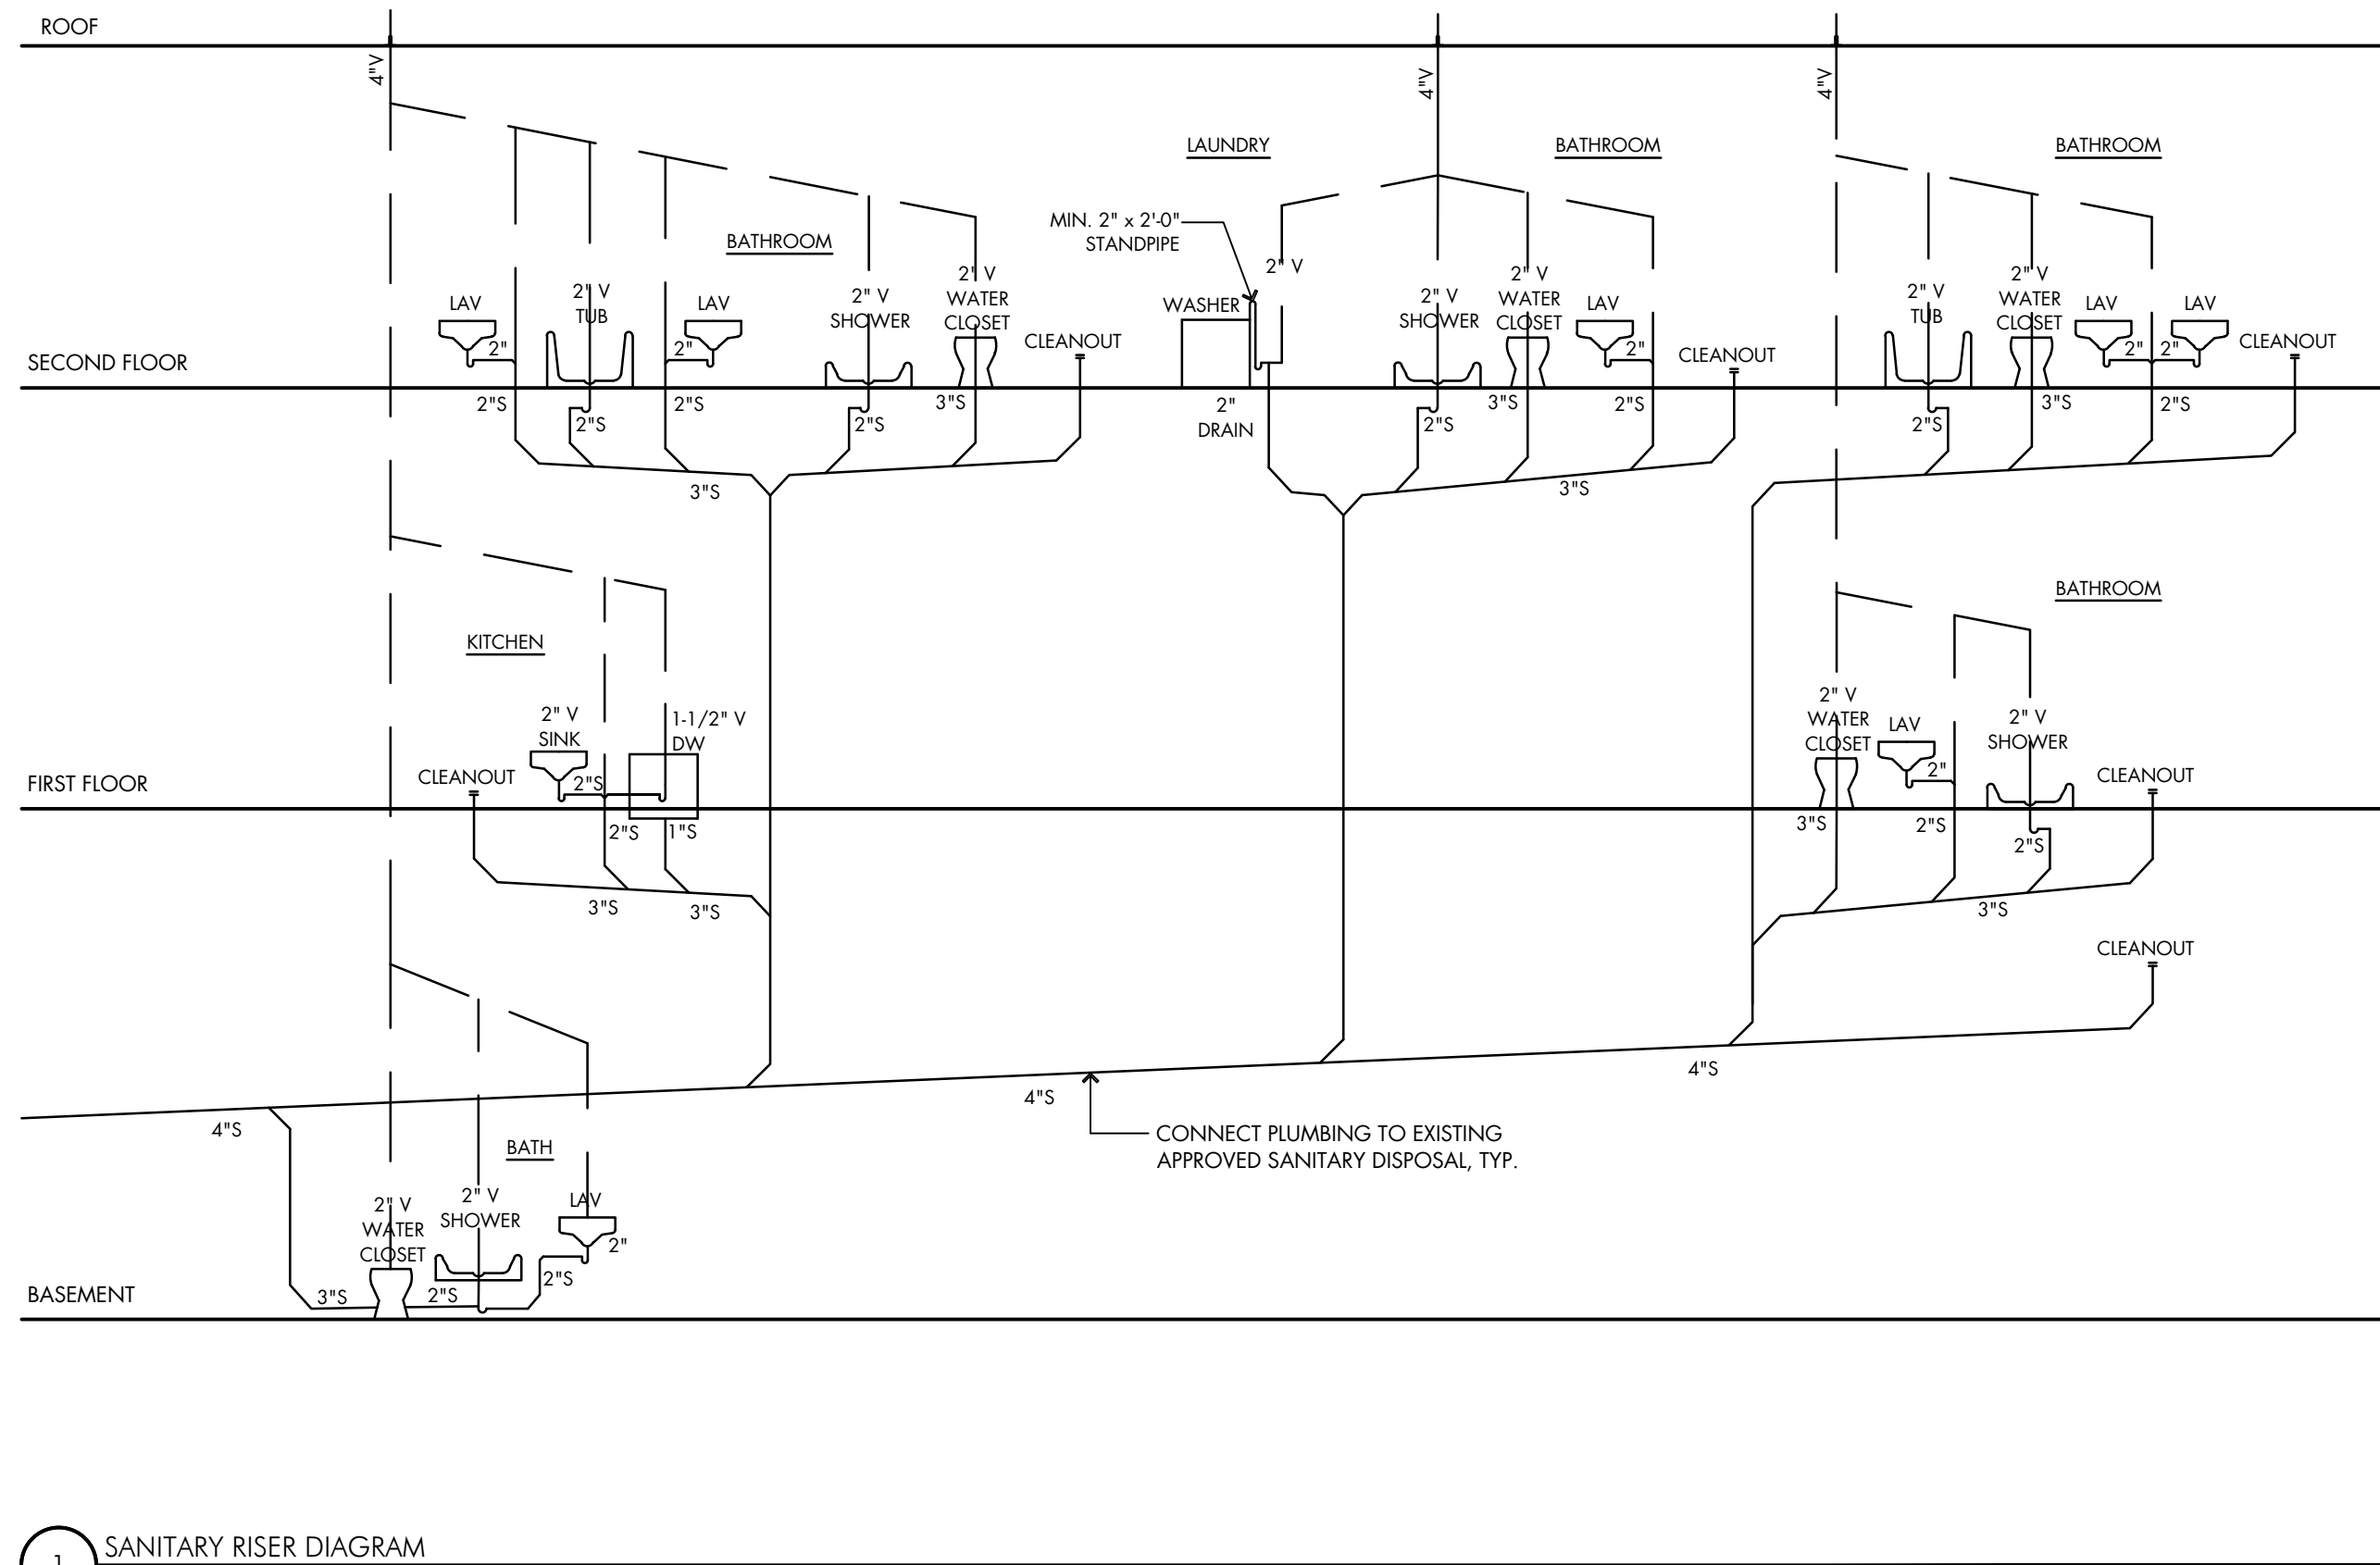 ROOF
4"V
4"V
4"V
LAUNDRY
BATHROOM
BATHROOM
MIN. 2" x 2'-0"
STANDPIPE
BATHROOM
2" V
2" V
2" V
2" V
LAV
2" V
TUB
LAV
2" V
SHOWER
WATER
CLOSET
WASHER
2" V
SHOWER
WATER
CLOSET
LAV
2" V
TUB
WATER
CLOSET
LAV
LAV
CLEANOUT
CLEANOUT
CLEANOUT
2"
2"
2"
2"
2"
SECOND FLOOR
2"S
2"S
2"S
2"S
3"S
2"
DRAIN
2"S
3"S
2"S
2"S
3"S
2"S
3"S
3"S
BATHROOM
KITCHEN
2" V
SINK
1-1/2" V
DW
2" V
WATER
CLOSET
LAV
2" V
SHOWER
CLEANOUT
2"S
2"
CLEANOUT
FIRST FLOOR
2"S
1"S
3"S
2"S
2"S
3"S
3"S
3"S
CLEANOUT
4"S
4"S
4"S
CONNECT PLUMBING TO EXISTING
APPROVED SANITARY DISPOSAL, TYP.
BATH
2" V
WATER
CLOSET
2" V
SHOWER
LAV
2"
2"S
3"S
2"S
BASEMENT
1
SANITARY RISER DIAGRAM